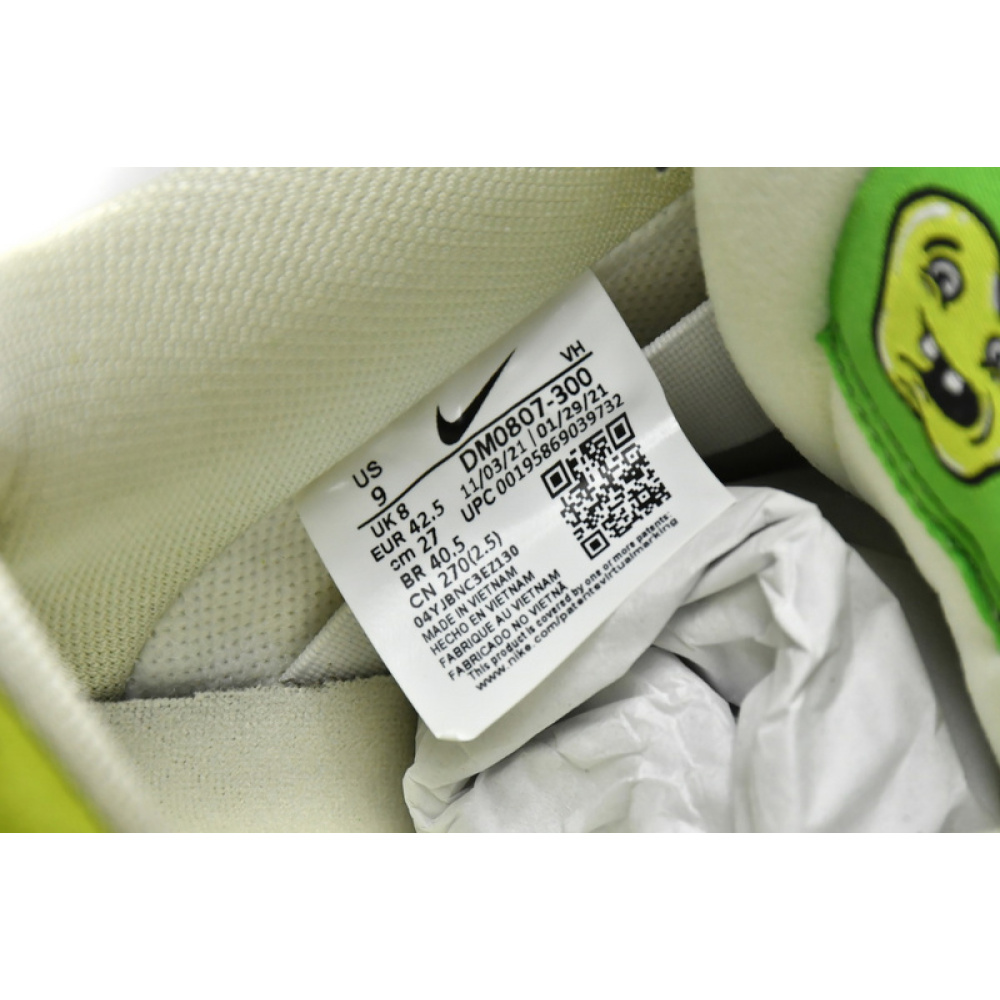 VH
US
9
DM0807-300
11/03/21 | 01/29/21
UPC 00195869039732
UK 8
EUR 42.5
cm 27
BR 40.5
CN 270(2.5)
04YJBNC3EZ130
MADE IN VIETNAM
HECHO EN VIETNAM
FABRIQUE AU VIETNAM
FABRICADO NO VIETNÃ
This product is covered by one or more patents:
www.nike.com/patentsvirtualmarking